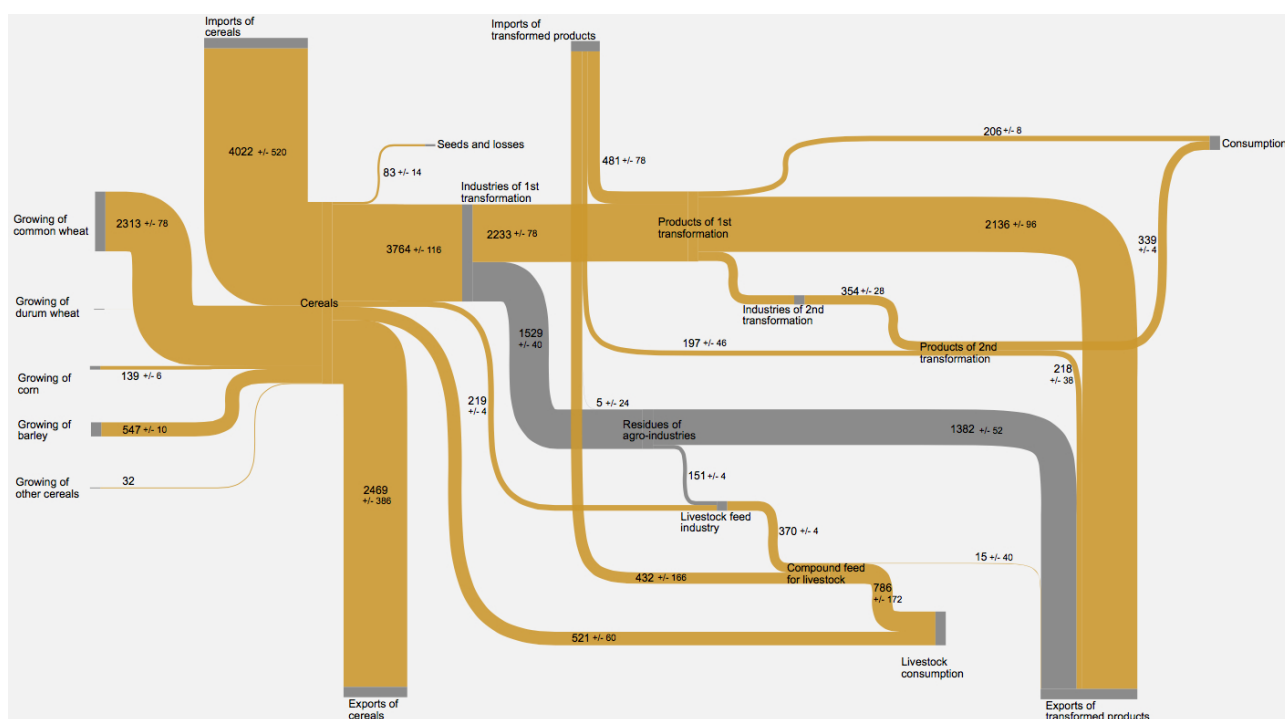 Imports of
cereals
Imports of
transformed products
206 +/- 8
Consumption
Seeds and losses
4022 +/- 520
481 +/- 78
83 +/- 14
Industries of 1st
transformation
Growing of
common wheat
2313 +/- 78
3764 +/- 116
2233 +/- 78
Products of 1st
transformation
2136 +/- 96
339
+/- 4
Growing of
durum wheat
Cereals
354 +/- 28
Industries of 2nd
transformation
1529
+/- 40
197 +/- 46
Products of 2nd
transformation
218
+/- 38
Growing of
corn
139 +/- 6
219
+/- 4
5 +/- 24
Growing of
barley
547 +/- 10
Residues of
agro-industries
1382 +/- 52
Growing of
other cereals
32
2469
+/- 386
151 +/- 4
Livestock feed
industry
370 +/- 4
15 +/- 40
432 +/- 166
Compound feed
for livestock
786
+/- 172
521 +/- 60
Livestock
consumption
Exports of
cereals
Exports of
transformed products